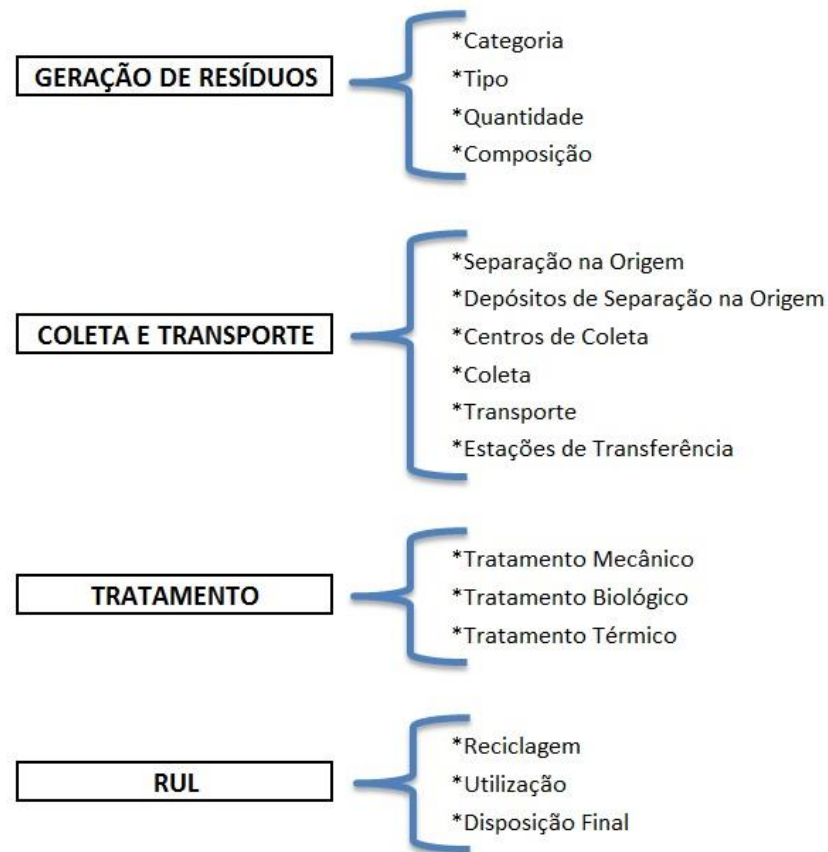 GERAÇÃO DE RESÍDUOS
*Categoria
*Tipo
*Quantidade
*Composição
COLETA E TRANSPORTE
*Separação na Origem
*Depósitos de Separação na Origem
*Centros de Coleta
*Coleta
*Transporte
*Estações de Transferência
TRATAMENTO
*Tratamento Mecânico
*Tratamento Biológico
*Tratamento Térmico
RUL
*Reciclagem
*Utilização
*Disposição Final